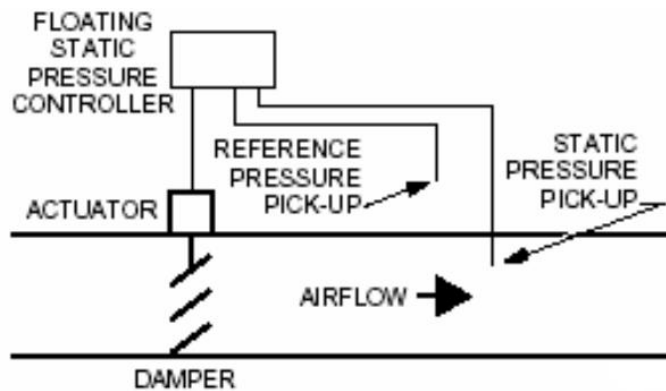 FLOATING
STATIC
PRESSURE
CONTROLLER
REFERENCE
PRESSURE
PICK-UP
STATIC
PRESSURE
PICK-UP
ACTUATOR
AIRFLOW
DAMPER